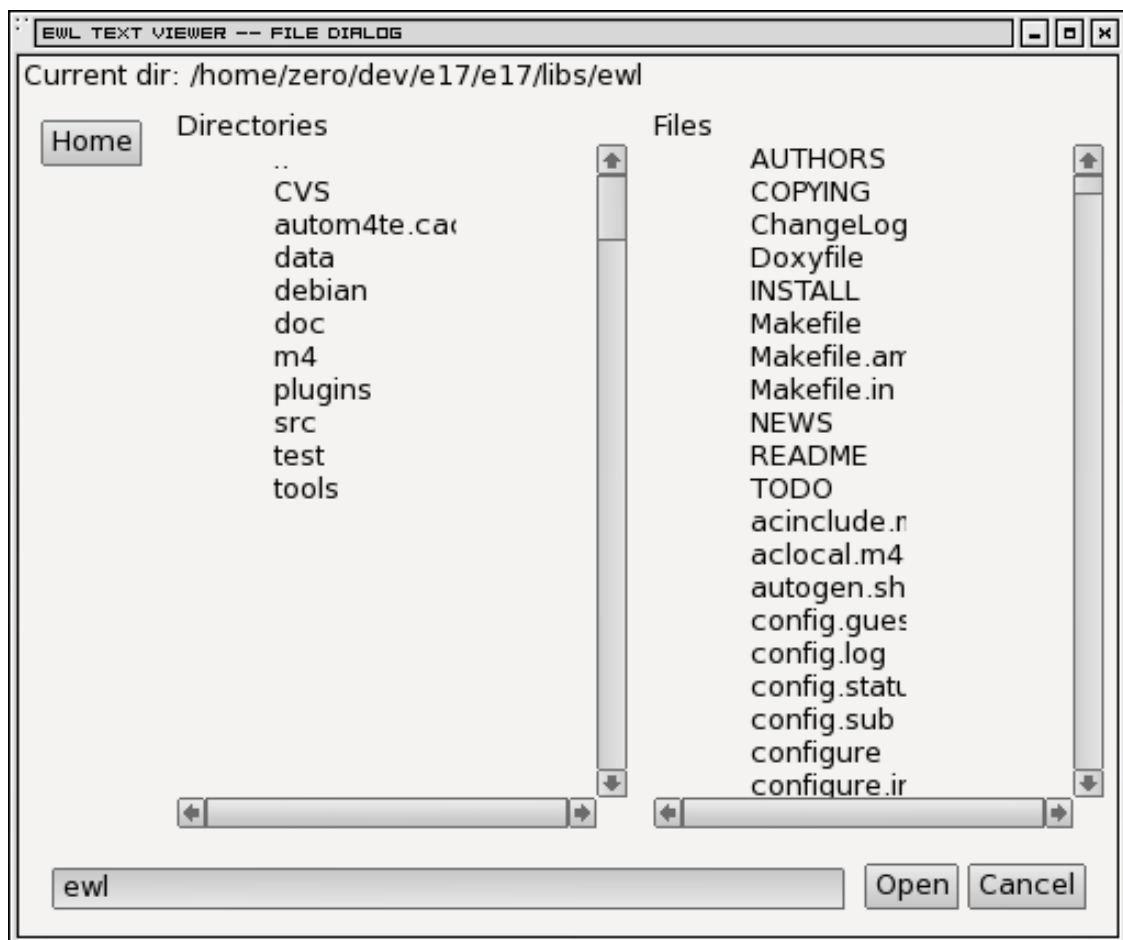 EWL TEXT VIEWER -- FILE DIALOG
Current dir: /home/zero/dev/e17/e17/libs/ewl
Home
Directories
..
CVS
autom4te.cac
data
debian
doc
m4
plugins
src
test
tools
Files
AUTHORS
COPYING
ChangeLog
Doxyfile
INSTALL
Makefile
Makefile.am
Makefile.in
NEWS
README
TODO
acinclude.m
aclocal.m4
autogen.sh
config.gues
config.log
config.statu
config.sub
configure
configure.in
ewl
Open Cancel